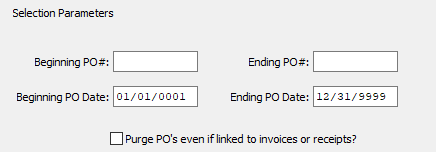 Selection Parameters
Beginning PO#: Ending PO#:
Beginning PO Date: 01/01/0001 Ending PO Date: 12/31/9999
Purge PO's even if linked to invoices or receipts?